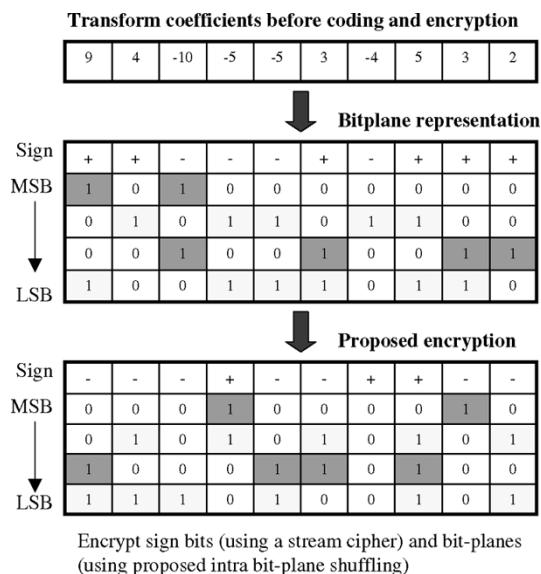 Transform coefficients before coding and encryption
9 4 -10 -5 -5 3 -4 5 3 2
Bitplane representation
Sign + + - - - + - + + +
MSB 1 0 1 0 0 0 0 0 0 0
0 1 0 1 1 0 1 1 0 0
0 0 1 0 0 1 0 0 1 1
LSB 1 0 0 1 1 1 0 1 1 0
Proposed encryption
Sign - - - + - - + + - -
MSB 0 0 0 1 0 0 0 0 1 0
0 1 0 1 0 1 0 1 0 1
1 0 0 0 1 1 0 1 0 0
LSB 1 1 1 0 1 0 1 0 0 1
Encrypt sign bits (using a stream cipher) and bit-planes
(using proposed intra bit-plane shuffling)